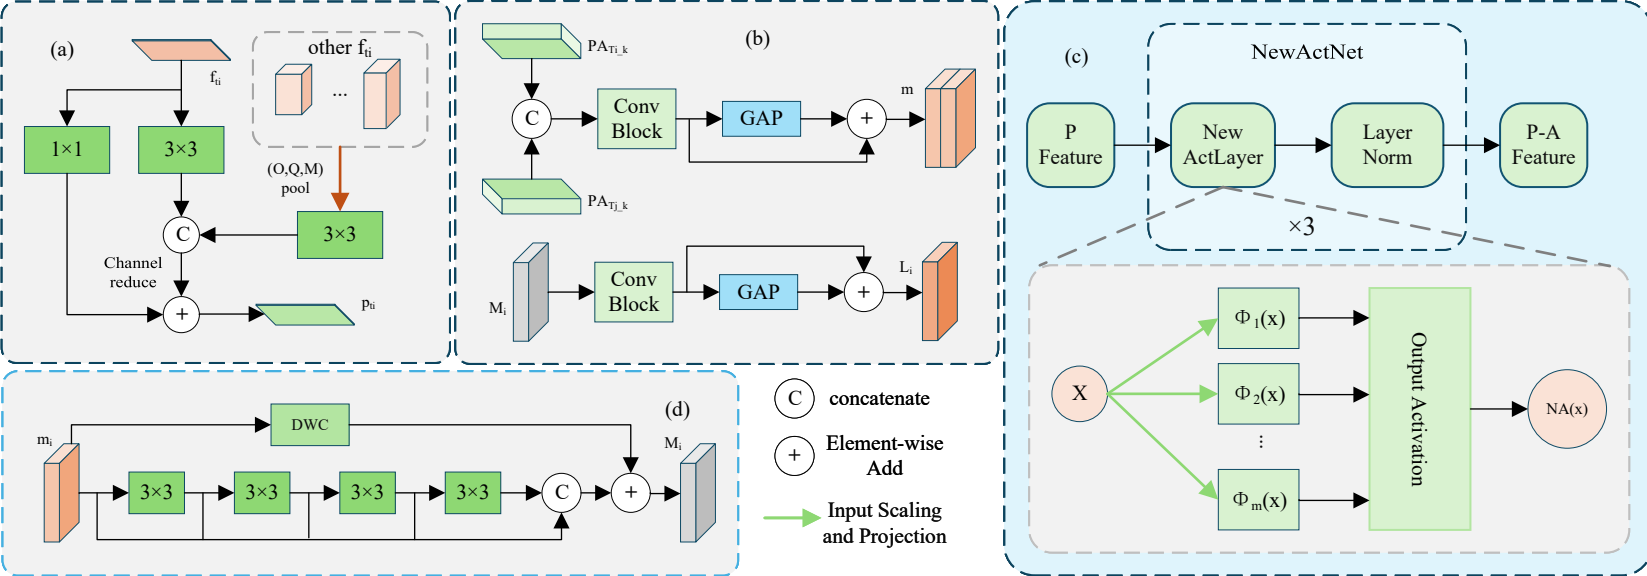 (a)
f_ti
other f_ti
...
1×1
3×3
(O,Q,M)
pool
3×3
C
Channel
reduce
+
p_ti
(b)
PA_Ti_k
C
Conv
Block
GAP
+
m
PA_Tj_k
M_i
Conv
Block
GAP
+
L_i
(c)
NewActNet
P
Feature
New
ActLayer
Layer
Norm
P-A
Feature
×3
X
Φ_1(x)
Φ_2(x)
⋮
Φ_m(x)
Output Activation
NA(x)
(d)
m_i
DWC
3×3
3×3
3×3
3×3
C
+
M_i
C
concatenate
+
Element-wise
Add
Input Scaling
and Projection